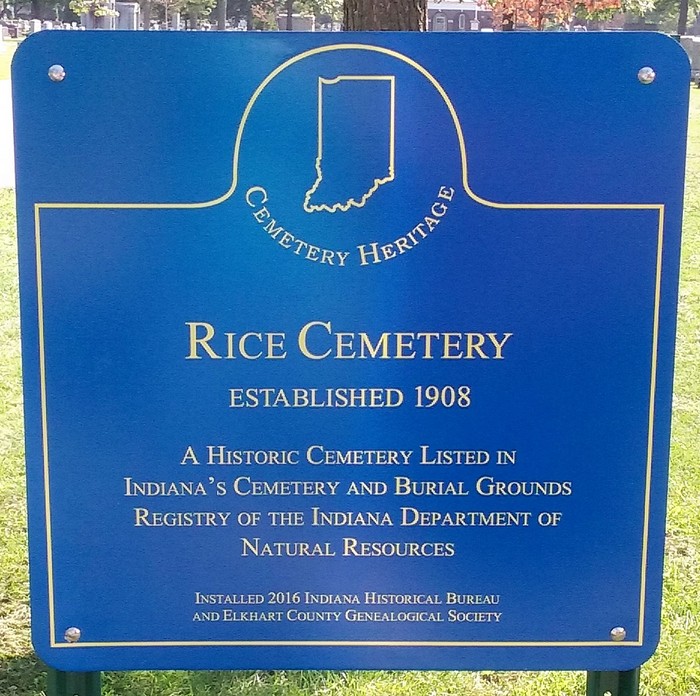 Cemetery Heritage
Rice Cemetery
ESTABLISHED 1908
A Historic Cemetery Listed in
Indiana's Cemetery and Burial Grounds
Registry of the Indiana Department of
Natural Resources
Installed 2016 Indiana Historical Bureau
and Elkhart County Genealogical Society